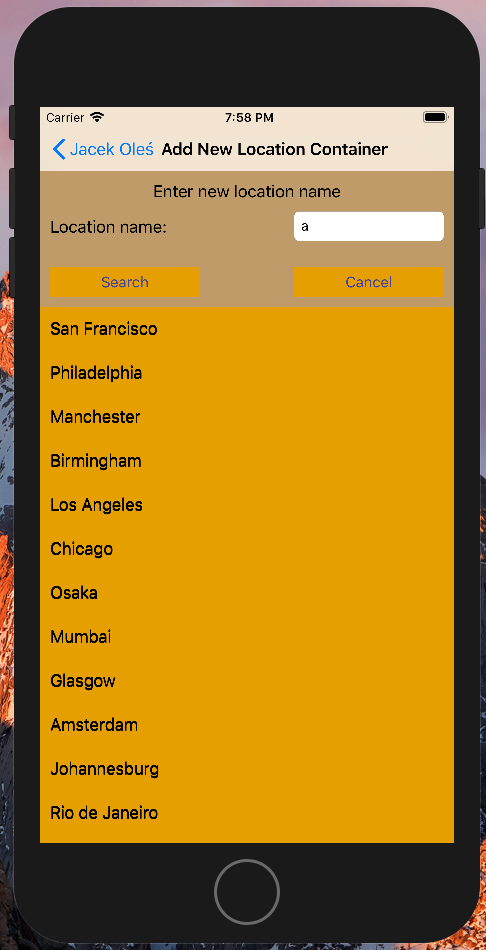 Carrier 7:58 PM
Jacek Oleś Add New Location Container
Enter new location name
Location name: a
Search Cancel
San Francisco
Philadelphia
Manchester
Birmingham
Los Angeles
Chicago
Osaka
Mumbai
Glasgow
Amsterdam
Johannesburg
Rio de Janeiro